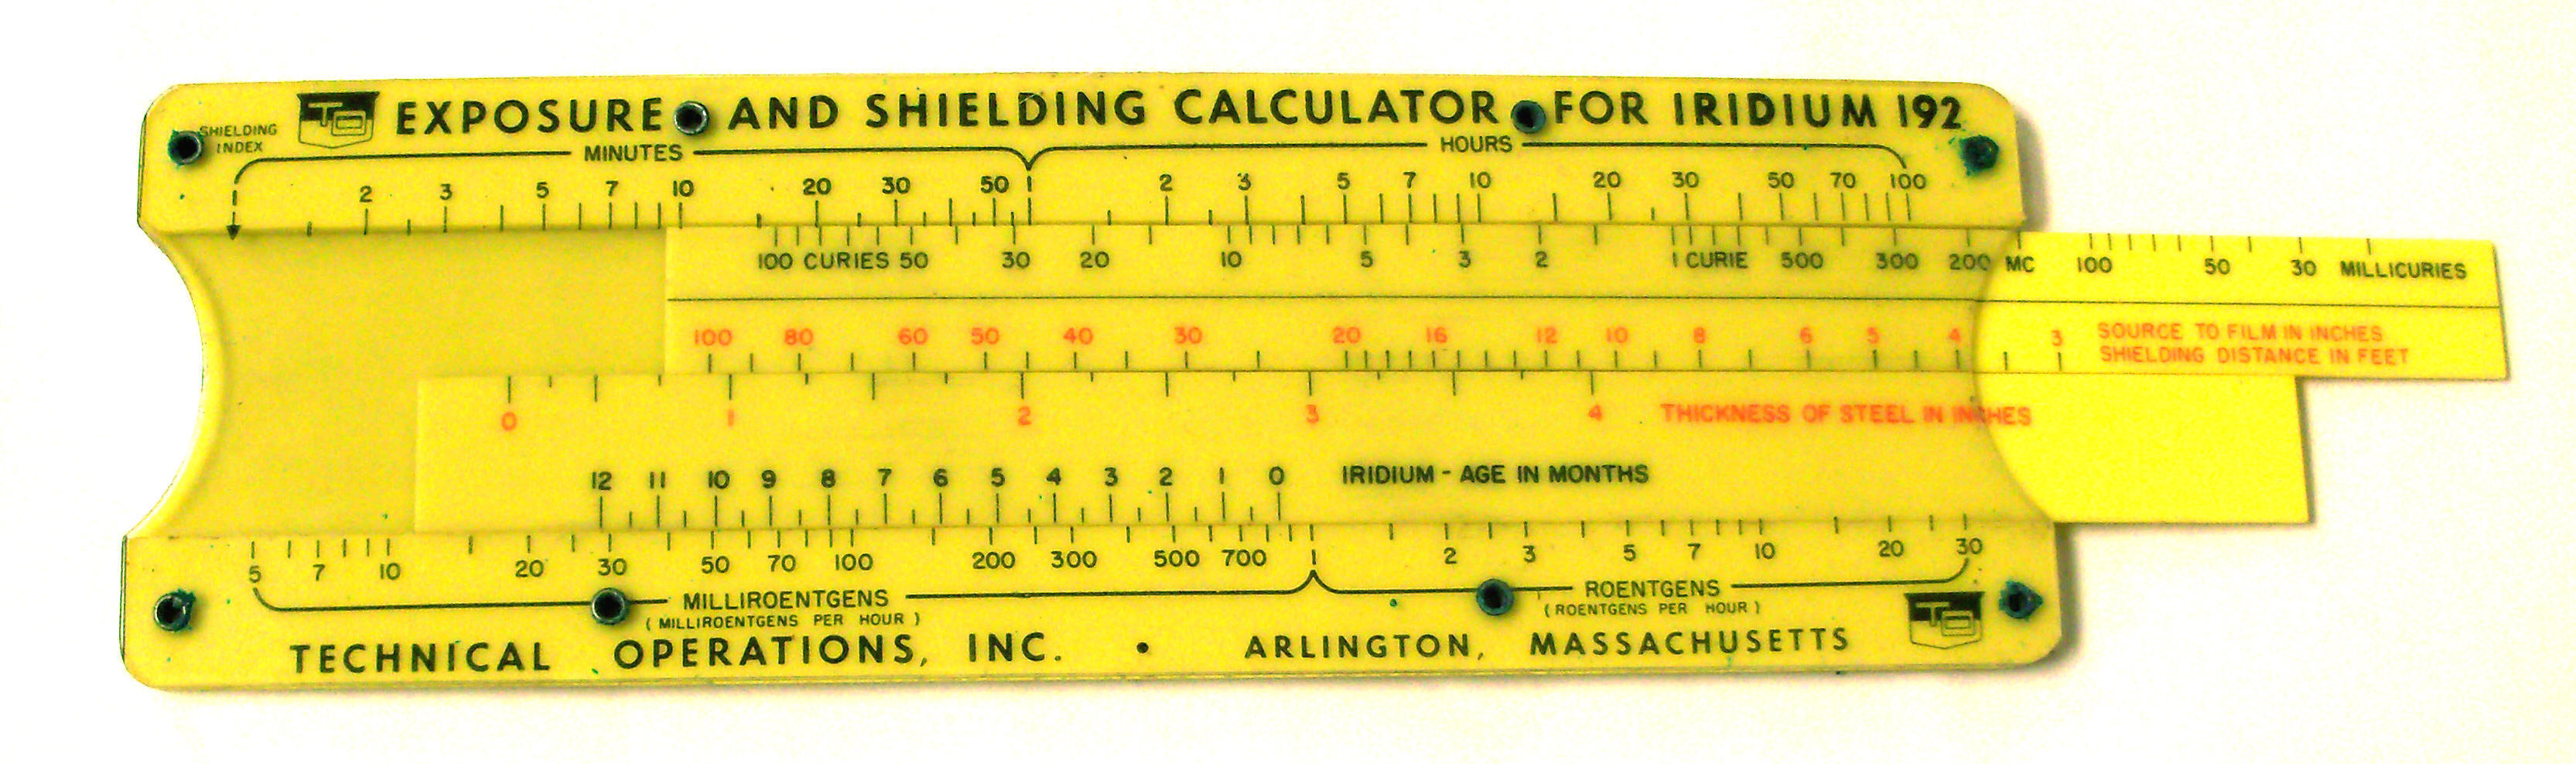 TO EXPOSURE AND SHIELDING CALCULATOR FOR IRIDIUM 192
SHIELDING
INDEX
MINUTES HOURS
2 3 5 7 10 20 30 50 1 2 3 5 7 10 20 30 50 70 100
100 CURIES 50 30 20 10 5 3 2 1 CURIE 500 300 200 MC 100 50 30 MILLICURIES
100 80 60 50 40 30 20 16 12 10 8 6 5 4 3 SOURCE TO FILM IN INCHES
SHIELDING DISTANCE IN FEET
0 1 2 3 4 THICKNESS OF STEEL IN INCHES
12 11 10 9 8 7 6 5 4 3 2 1 0 IRIDIUM - AGE IN MONTHS
5 7 10 20 30 50 70 100 200 300 500 700 1 2 3 5 7 10 20 30
MILLIROENTGENS ROENTGENS
( MILLIROENTGENS PER HOUR ) ( ROENTGENS PER HOUR ) TO
TECHNICAL OPERATIONS, INC. • ARLINGTON, MASSACHUSETTS